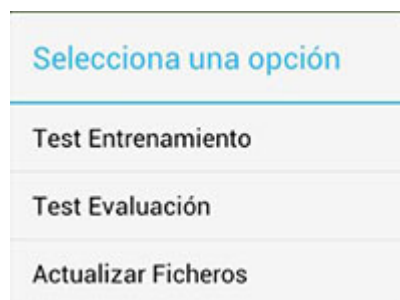 Selecciona una opción
Test Entrenamiento
Test Evaluación
Actualizar Ficheros